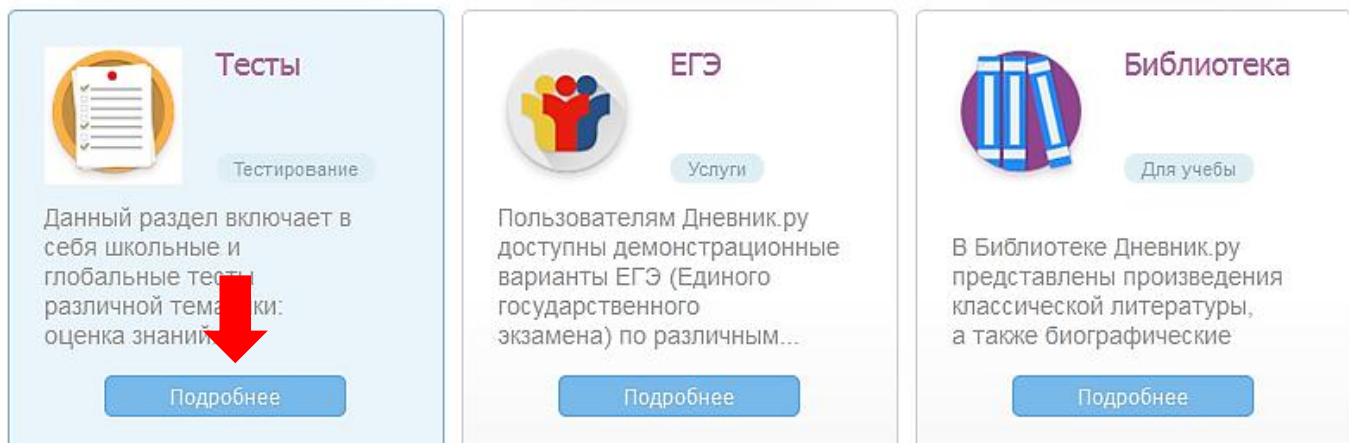 Тесты
Тестирование
Данный раздел включает в
себя школьные и
глобальные тесты
различной тематики:
оценка знаний...
Подробнее
ЕГЭ
Услуги
Пользователям Дневник.ру
доступны демонстрационные
варианты ЕГЭ (Единого
государственного
экзамена) по различным...
Подробнее
Библиотека
Для учебы
В Библиотеке Дневник.ру
представлены произведения
классической литературы,
а также биографические
Подробнее